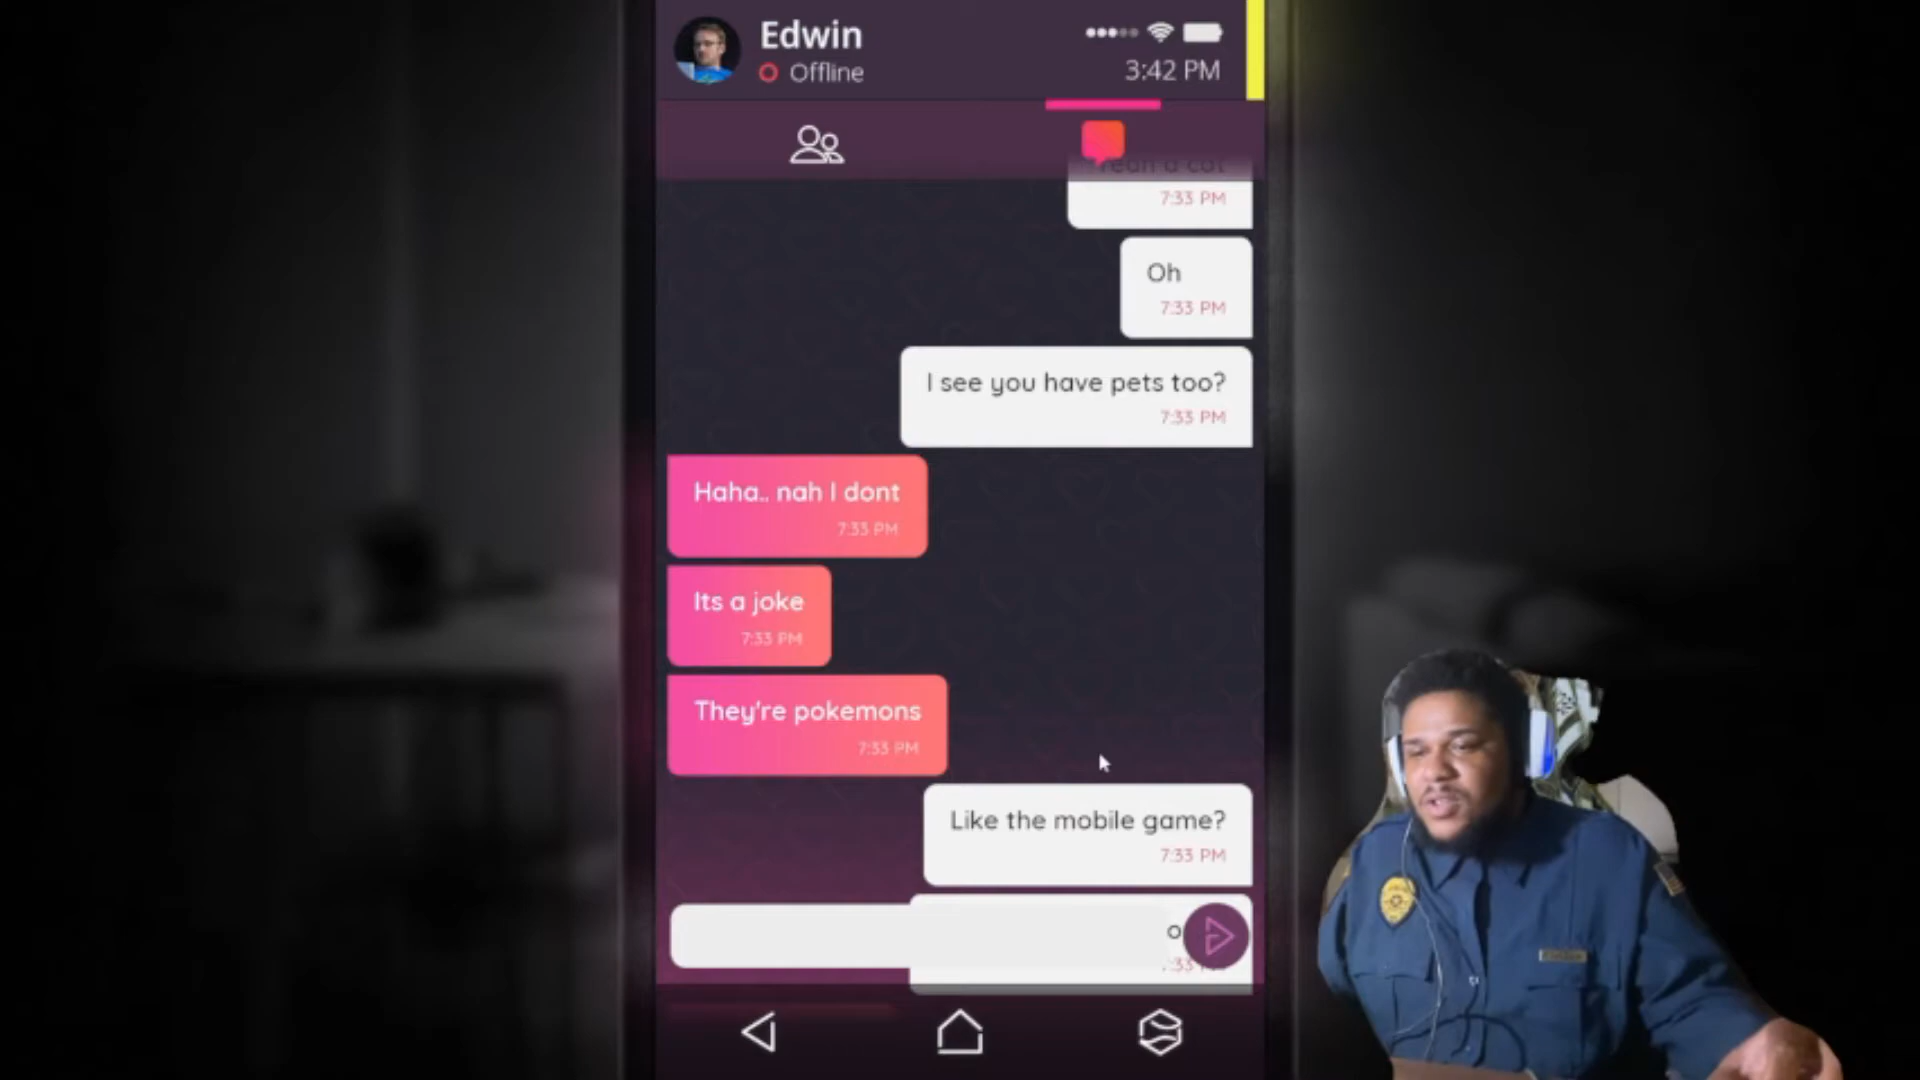 Edwin
Offline
3:42 PM
Yeah a cat
7:33 PM
Oh
7:33 PM
I see you have pets too?
7:33 PM
Haha.. nah I dont
7:33 PM
Its a joke
7:33 PM
They're pokemons
7:33 PM
Like the mobile game?
7:33 PM